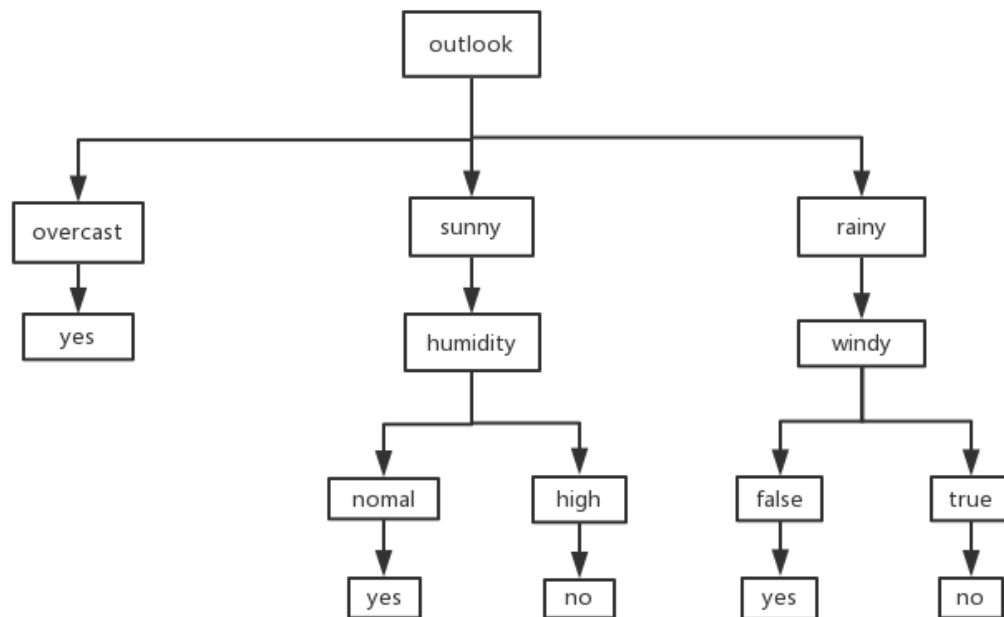 outlook
overcast
sunny
rainy
yes
humidity
windy
nomal
high
false
true
yes
no
yes
no